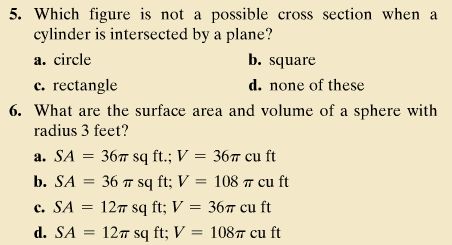 5. Which figure is not a possible cross section when a
cylinder is intersected by a plane?
a. circle b. square
c. rectangle d. none of these
6. What are the surface area and volume of a sphere with
radius 3 feet?
a. SA = 36π sq ft.; V = 36π cu ft
b. SA = 36 π sq ft; V = 108 π cu ft
c. SA = 12π sq ft; V = 36π cu ft
d. SA = 12π sq ft; V = 108π cu ft